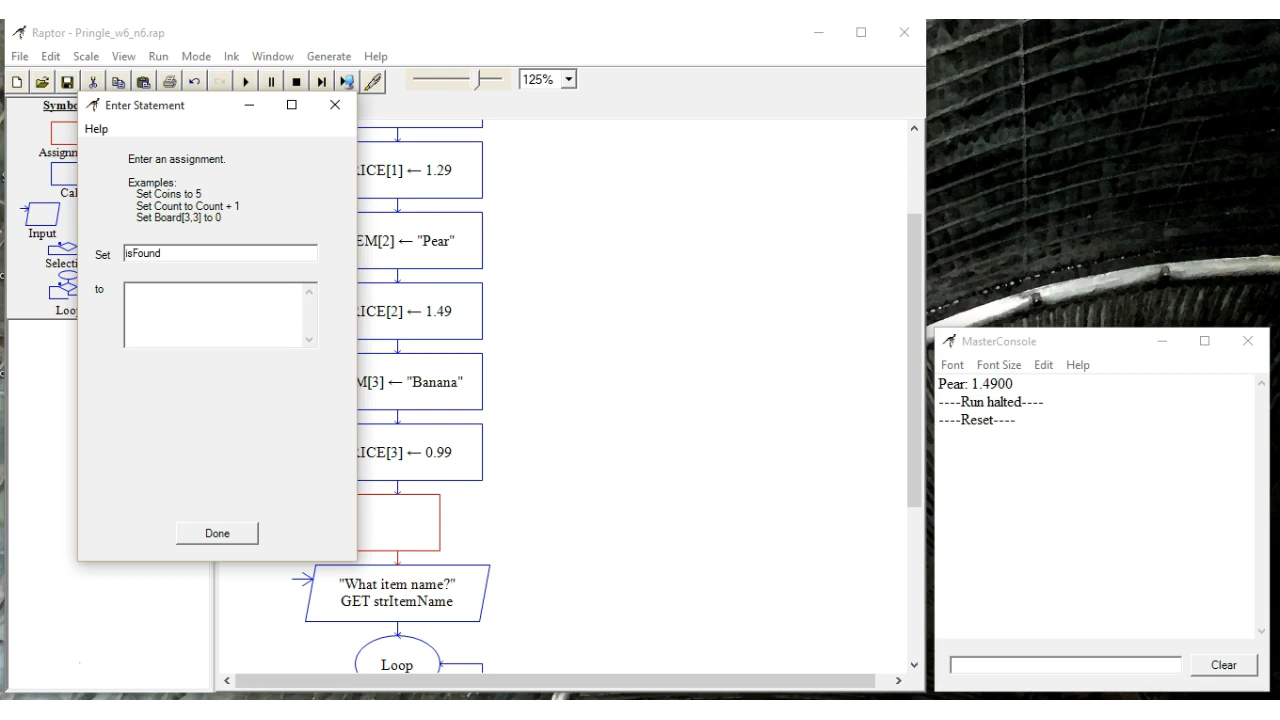 Raptor - Pringle_w6_n6.rap
File Edit Scale View Run Mode Ink Window Generate Help
125%
Symbo
Assignm
Cal
Input
Selecti
Loo
Enter Statement
Help
Enter an assignment.
Examples:
Set Coins to 5
Set Count to Count + 1
Set Board[3,3] to 0
Set isFound
to
Done
ICE[1] ← 1.29
EM[2] ← "Pear"
ICE[2] ← 1.49
M[3] ← "Banana"
ICE[3] ← 0.99
"What item name?"
GET strItemName
Loop
MasterConsole
Font Font Size Edit Help
Pear: 1.4900
----Run halted----
----Reset----
Clear